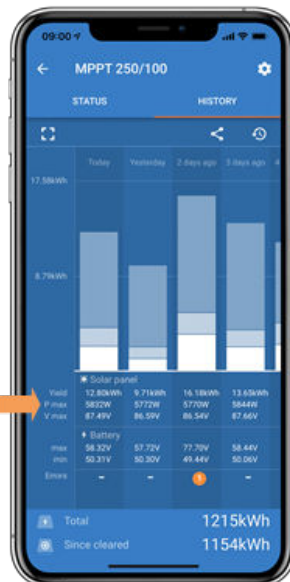 09:00
MPPT 250/100
STATUS HISTORY
Today Yesterday 2 days ago 3 days ago 4
17.58kWh
8.79kWh
Solar panel
Yield 12.80kWh 9.71kWh 16.18kWh 13.65kWh
P max 5832W 5772W 5770W 5844W
V max 87.49V 86.59V 86.54V 87.66V
Battery
max 58.32V 57.72V 77.70V 58.44V
min 50.31V 50.30V 49.44V 50.06V
Errors - - 1 -
Total 1215kWh
Since cleared 1154kWh